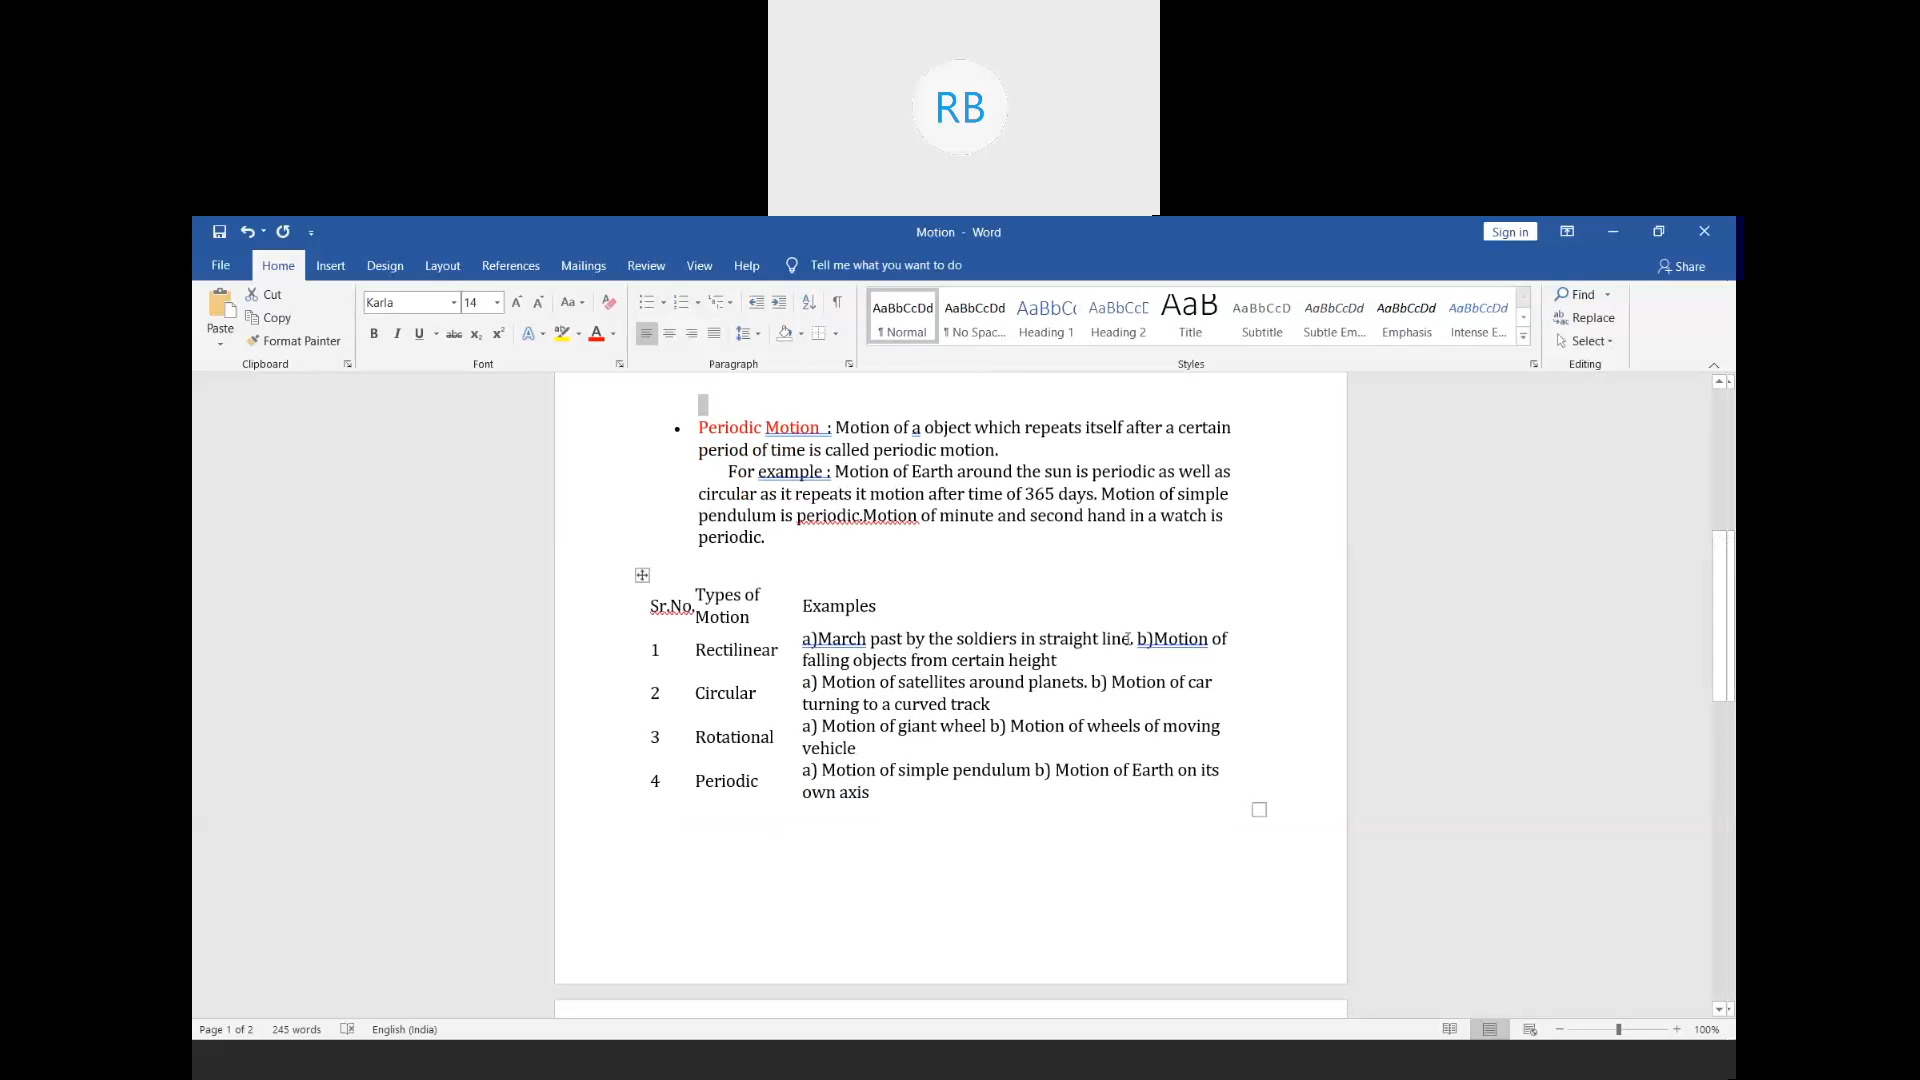 RB
Motion - Word
Sign in
File Home Insert Design Layout References Mailings Review View Help Tell me what you want to do
Share
Paste
Cut
Copy
Format Painter
Clipboard
Karla 14
Aa
B I U abc x₂ x² A A
Font
Paragraph
AaBbCcDd AaBbCcDd AaBbCc AaBbCcE AaB AaBbCcD AaBbCcDd AaBbCcDd AaBbCcDd
¶ Normal ¶ No Spac... Heading 1 Heading 2 Title Subtitle Subtle Em... Emphasis Intense E...
Styles
Find
Replace
Select
Editing
• Periodic Motion : Motion of a object which repeats itself after a certain
period of time is called periodic motion.
For example : Motion of Earth around the sun is periodic as well as
circular as it repeats it motion after time of 365 days. Motion of simple
pendulum is periodic.Motion of minute and second hand in a watch is
periodic.
Sr.No. Types of Motion Examples
1 Rectilinear a)March past by the soldiers in straight line. b)Motion of
falling objects from certain height
2 Circular a) Motion of satellites around planets. b) Motion of car
turning to a curved track
3 Rotational a) Motion of giant wheel b) Motion of wheels of moving
vehicle
4 Periodic a) Motion of simple pendulum b) Motion of Earth on its
own axis
Page 1 of 2 245 words English (India) 100%